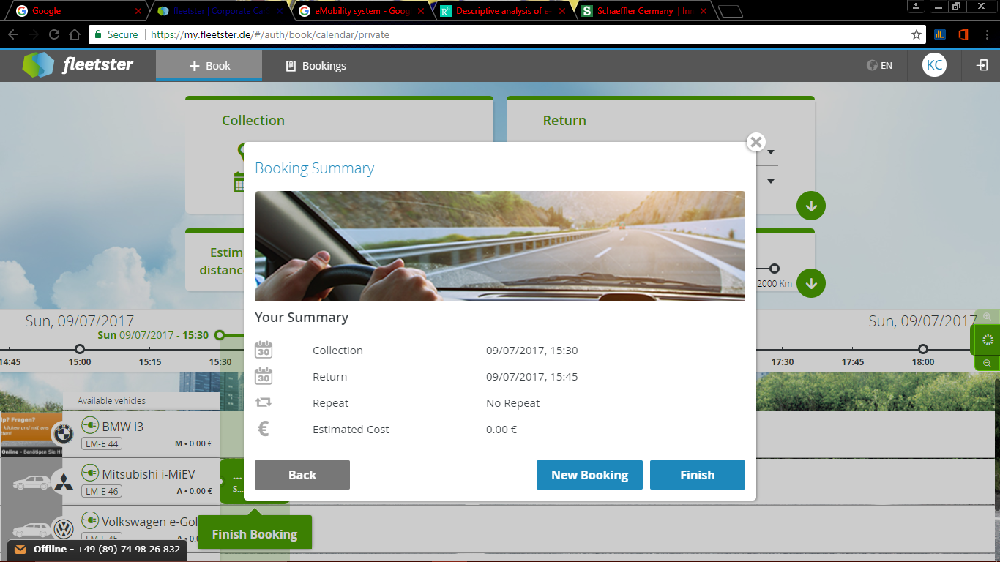 Google
fleetster | Corporate Car
eMobility system - Goog
Descriptive analysis of e
Schaeffler Germany | In
Secure
https://my.fleetster.de/#/auth/book/calendar/private
fleetster
Book
Bookings
EN
KC
Collection
Return
Booking Summary
Estim
distance
2000 Km
Your Summary
Sun, 09/07/2017
Sun, 09/07/2017
Sun 09/07/2017 - 15:30
14:45
15:00
15:15
15:30
17:30
17:45
18:00
30
Collection
09/07/2017, 15:30
30
Return
09/07/2017, 15:45
Repeat
No Repeat
€
Estimated Cost
0.00 €
Back
New Booking
Finish
Available vehicles
p? Fragen?
klicken und mit uns
Online - Benötigen Sie Hi
BMW i3
LM-E 44
M • 0.00 €
Mitsubishi i-MiEV
LM-E 46
A • 0.00 €
...
S...
Volkswagen e-Gol
LM-E 45
A • 0.0
Finish Booking
Offline - +49 (89) 74 98 26 832